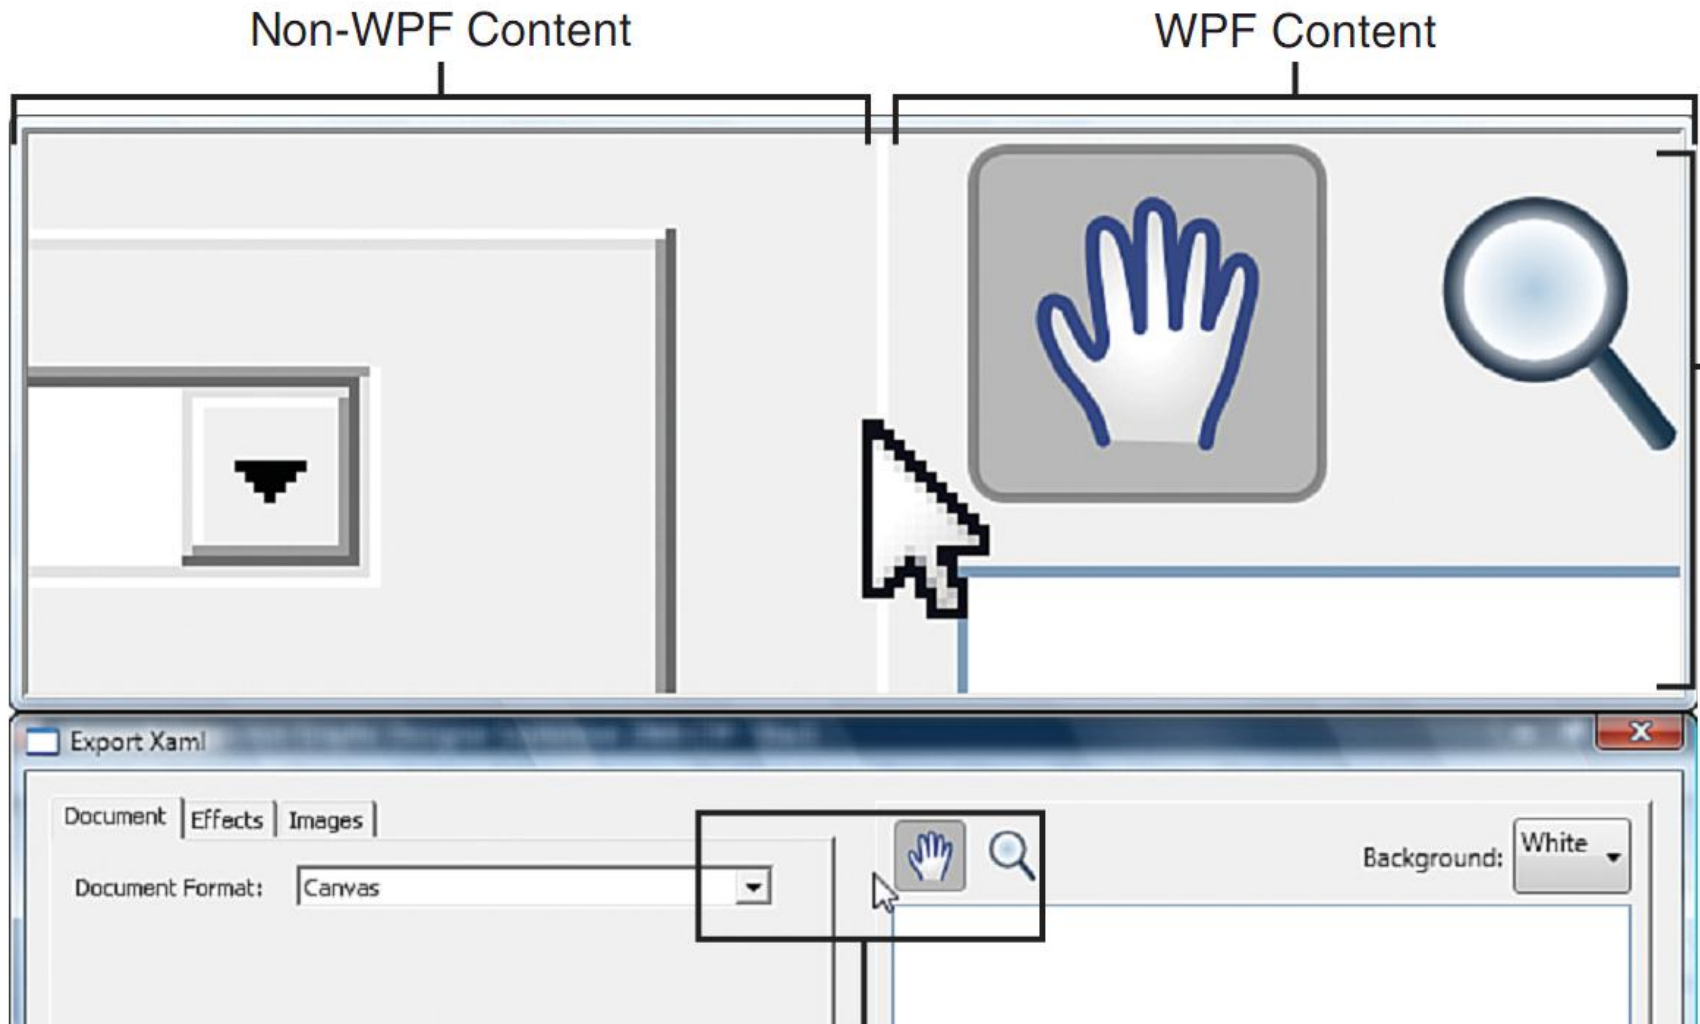 Non-WPF Content
WPF Content
Export Xaml
Document Effects Images
Document Format: Canvas
Background: White